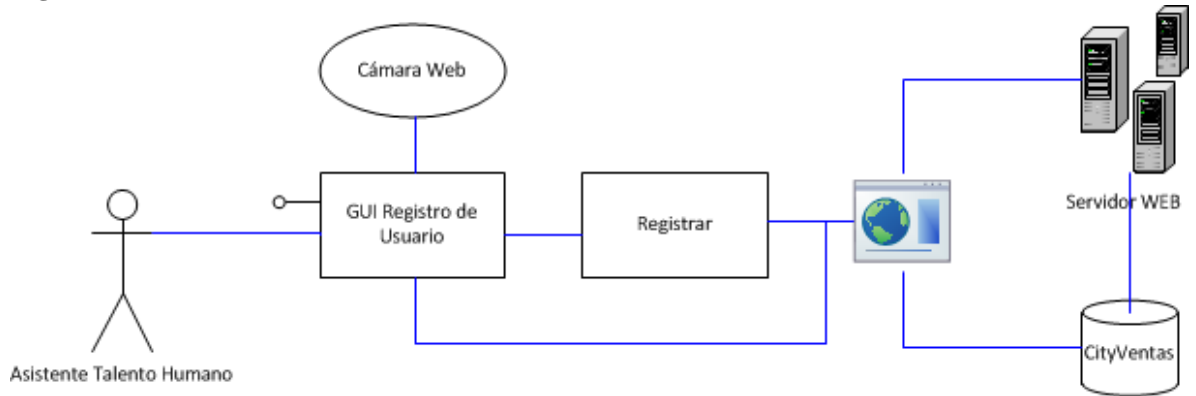 Cámara Web
GUI Registro de
Usuario
Registrar
Servidor WEB
CityVentas
Asistente Talento Humano